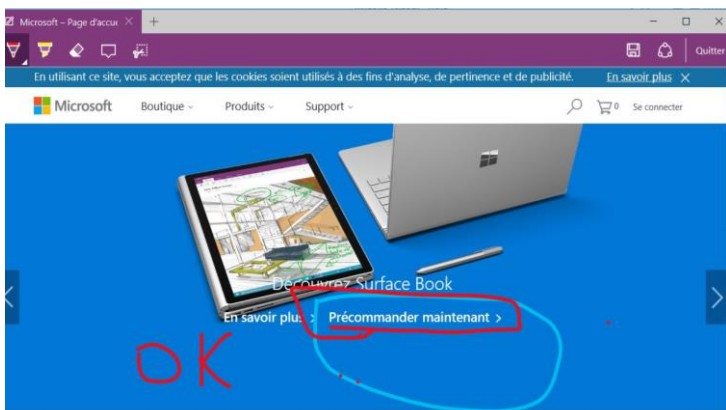 Microsoft – Page d'accue
Quitter
En utilisant ce site, vous acceptez que les cookies soient utilisés à des fins d'analyse, de pertinence et de publicité. En savoir plus
Microsoft Boutique Produits Support 0 Se connecter
Découvrez Surface Book
En savoir plus > Précommander maintenant >
OK